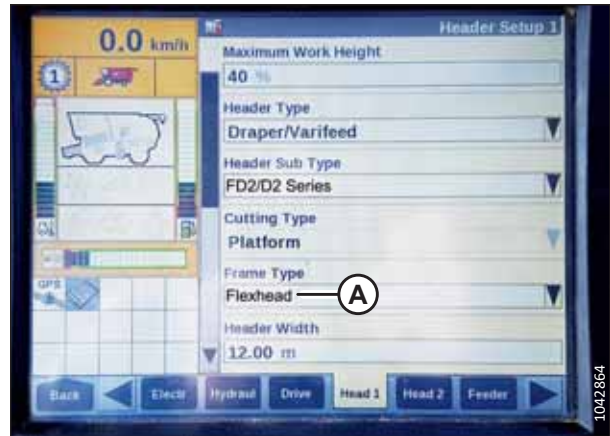 0.0 km/h
Header Setup 1
Maximum Work Height
40 %
1
Header Type
Draper/Varifeed
Header Sub Type
FD2/D2 Series
Cutting Type
Platform
Frame Type
GPS
Flexhead
A
Header Width
12.00 m
Back
Electr
Hydraul
Drive
Head 1
Head 2
Feeder
1042864